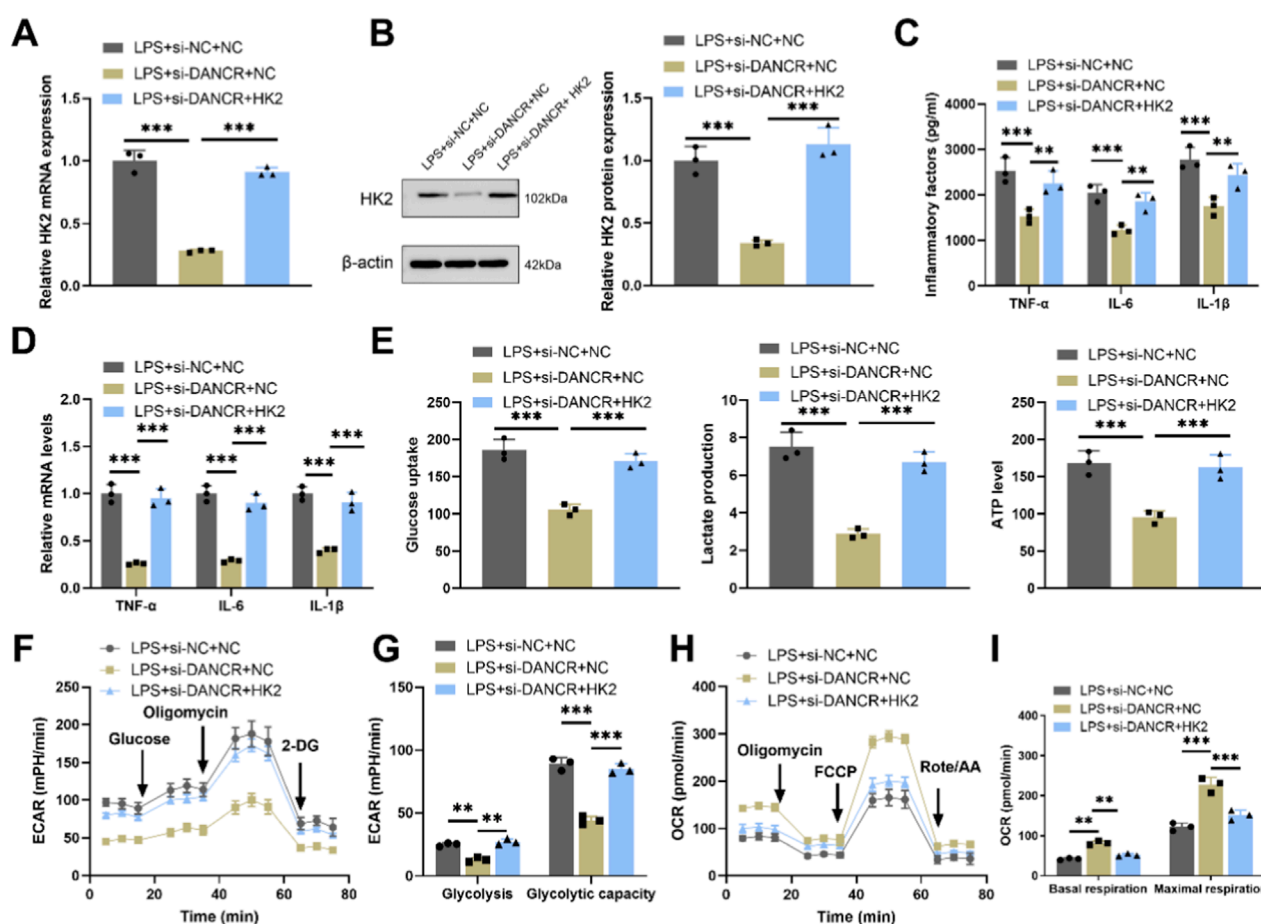 A
LPS+si-NC+NC
LPS+si-DANCR+NC
LPS+si-DANCR+HK2
Relative HK2 mRNA expression
1.5
1.0
0.5
0.0
***
***
B
LPS+si-NC+NC
LPS+si-DANCR+NC
LPS+si-DANCR+ HK2
HK2
102kDa
β-actin
42kDa
LPS+si-NC+NC
LPS+si-DANCR+NC
LPS+si-DANCR+HK2
Relative HK2 protein expression
1.5
1.0
0.5
0.0
***
***
C
LPS+si-NC+NC
LPS+si-DANCR+NC
LPS+si-DANCR+HK2
Inflammatory factors (pg/ml)
4000
3000
2000
1000
0
***
**
***
**
***
**
TNF-α
IL-6
IL-1β
D
LPS+si-NC+NC
LPS+si-DANCR+NC
LPS+si-DANCR+HK2
Relative mRNA levels
2.0
1.5
1.0
0.5
0.0
***
***
***
***
***
***
TNF-α
IL-6
IL-1β
E
LPS+si-NC+NC
LPS+si-DANCR+NC
LPS+si-DANCR+HK2
Glucose uptake
250
200
150
100
50
0
***
***
LPS+si-NC+NC
LPS+si-DANCR+NC
LPS+si-DANCR+HK2
Lactate production
10
8
6
4
2
0
***
***
LPS+si-NC+NC
LPS+si-DANCR+NC
LPS+si-DANCR+HK2
ATP level
250
200
150
100
50
0
***
***
F
LPS+si-NC+NC
LPS+si-DANCR+NC
LPS+si-DANCR+HK2
ECAR (mPH/min)
250
200
150
100
50
0
Glucose
Oligomycin
2-DG
0
20
40
60
80
Time (min)
G
LPS+si-NC+NC
LPS+si-DANCR+NC
LPS+si-DANCR+HK2
ECAR (mPH/min)
150
100
50
0
**
**
***
***
Glycolysis
Glycolytic capacity
H
LPS+si-NC+NC
LPS+si-DANCR+NC
LPS+si-DANCR+HK2
OCR (pmol/min)
400
300
200
100
0
Oligomycin
FCCP
Rote/AA
0
20
40
60
80
Time (min)
I
LPS+si-NC+NC
LPS+si-DANCR+NC
LPS+si-DANCR+HK2
OCR (pmol/min)
400
300
200
100
0
**
**
***
***
Basal respiration
Maximal respiration